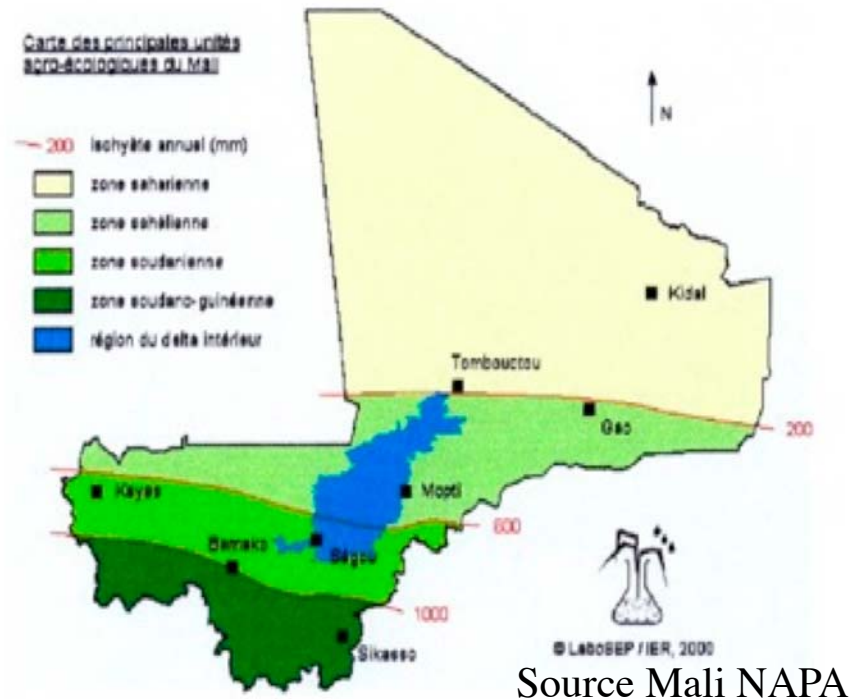 Carte des principales unités
agro-écologiques du Mali
200 isohyète annuel (mm)
zone saharienne
zone sahélienne
zone soudanienne
zone soudano-guinéenne
région du delta intérieur
N
Kidal
Tombouctou
Gao
200
Kayes
Mopti
600
Bamako
Ségou
1000
Sikasso
© LaboSEP / IER, 2000
Source Mali NAPA